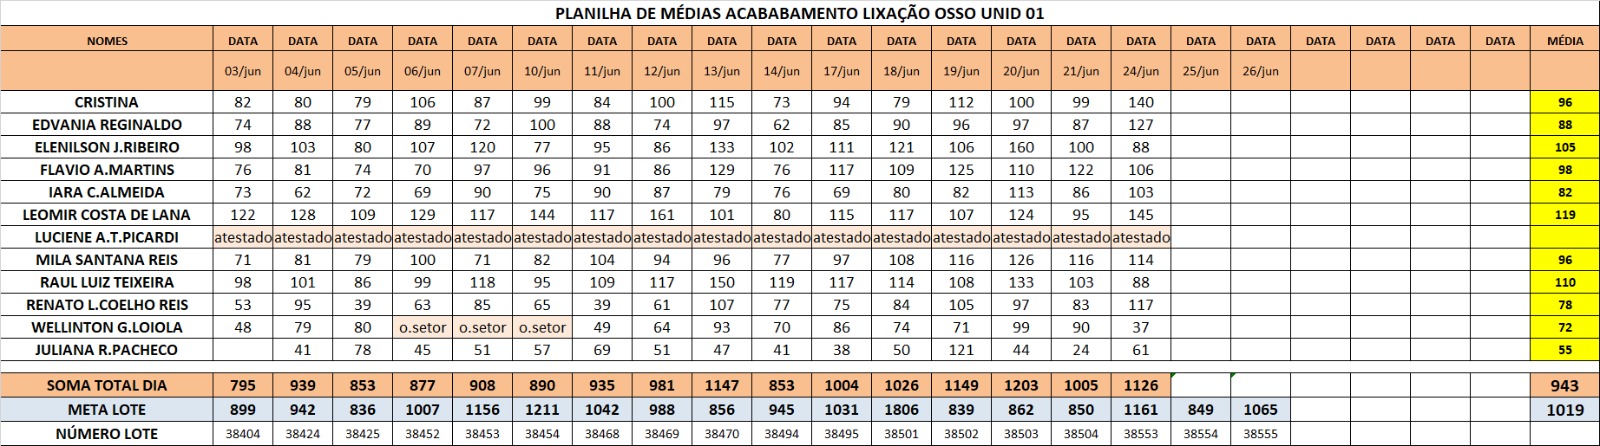 PLANILHA DE MÉDIAS ACABABAMENTO LIXAÇÃO OSSO UNID 01
NOMES DATA DATA DATA DATA DATA DATA DATA DATA DATA DATA DATA DATA DATA DATA DATA DATA DATA DATA DATA DATA DATA DATA MÉDIA
03/jun 04/jun 05/jun 06/jun 07/jun 10/jun 11/jun 12/jun 13/jun 14/jun 17/jun 18/jun 19/jun 20/jun 21/jun 24/jun 25/jun 26/jun
CRISTINA 82 80 79 106 87 99 84 100 115 73 94 79 112 100 99 140 96
EDVANIA REGINALDO 74 88 77 89 72 100 88 74 97 62 85 90 96 97 87 127 88
ELENILSON J.RIBEIRO 98 103 80 107 120 77 95 86 133 102 111 121 106 160 100 88 105
FLAVIO A.MARTINS 76 81 74 70 97 96 91 86 129 76 117 109 125 110 122 106 98
IARA C.ALMEIDA 73 62 72 69 90 75 90 87 79 76 69 80 82 113 86 103 82
LEOMIR COSTA DE LANA 122 128 109 129 117 144 117 161 101 80 115 117 107 124 95 145 119
LUCIENE A.T.PICARDI atestado atestado atestado atestado atestado atestado atestado atestado atestado atestado atestado atestado atestado atestado atestado atestado
MILA SANTANA REIS 71 81 79 100 71 82 104 94 96 77 97 108 116 126 116 114 96
RAUL LUIZ TEIXEIRA 98 101 86 99 118 95 109 117 150 119 117 114 108 133 103 88 110
RENATO L.COELHO REIS 53 95 39 63 85 65 39 61 107 77 75 84 105 97 83 117 78
WELLINTON G.LOIOLA 48 79 80 o.setor o.setor o.setor 49 64 93 70 86 74 71 99 90 37 72
JULIANA R.PACHECO 41 78 45 51 57 69 51 47 41 38 50 121 44 24 61 55
SOMA TOTAL DIA 795 939 853 877 908 890 935 981 1147 853 1004 1026 1149 1203 1005 1126 943
META LOTE 899 942 836 1007 1156 1211 1042 988 856 945 1031 1806 839 862 850 1161 849 1065 1019
NÚMERO LOTE 38404 38424 38425 38452 38453 38454 38468 38469 38470 38494 38495 38501 38502 38503 38504 38553 38554 38555